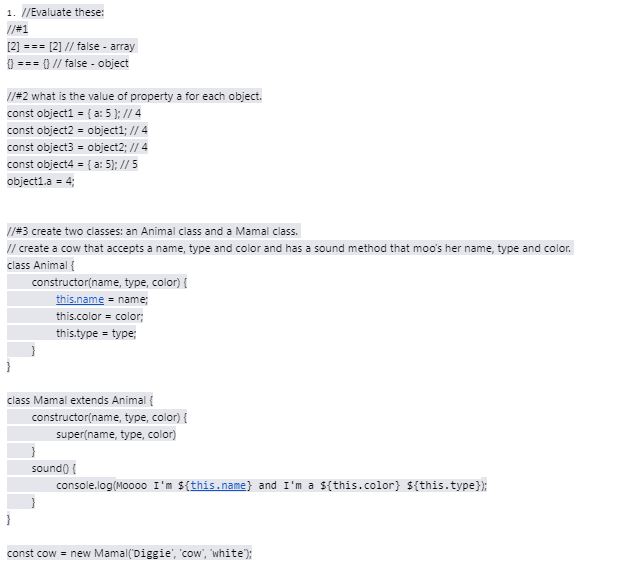 1. //Evaluate these:
//#1
[2] === [2] // false - array
{} === {} // false - object
//#2 what is the value of property a for each object.
const object1 = { a: 5 }; // 4
const object2 = object1; // 4
const object3 = object2; // 4
const object4 = { a: 5}; // 5
object1.a = 4;
//#3 create two classes: an Animal class and a Mamal class.
// create a cow that accepts a name, type and color and has a sound method that moo's her name, type and color.
class Animal {
constructor(name, type, color) {
this.name = name;
this.color = color;
this.type = type;
}
}
class Mamal extends Animal {
constructor(name, type, color) {
super(name, type, color)
}
sound() {
console.log(Moooo I'm ${this.name} and I'm a ${this.color} ${this.type});
}
}
const cow = new Mamal('Diggie', 'cow', 'white');